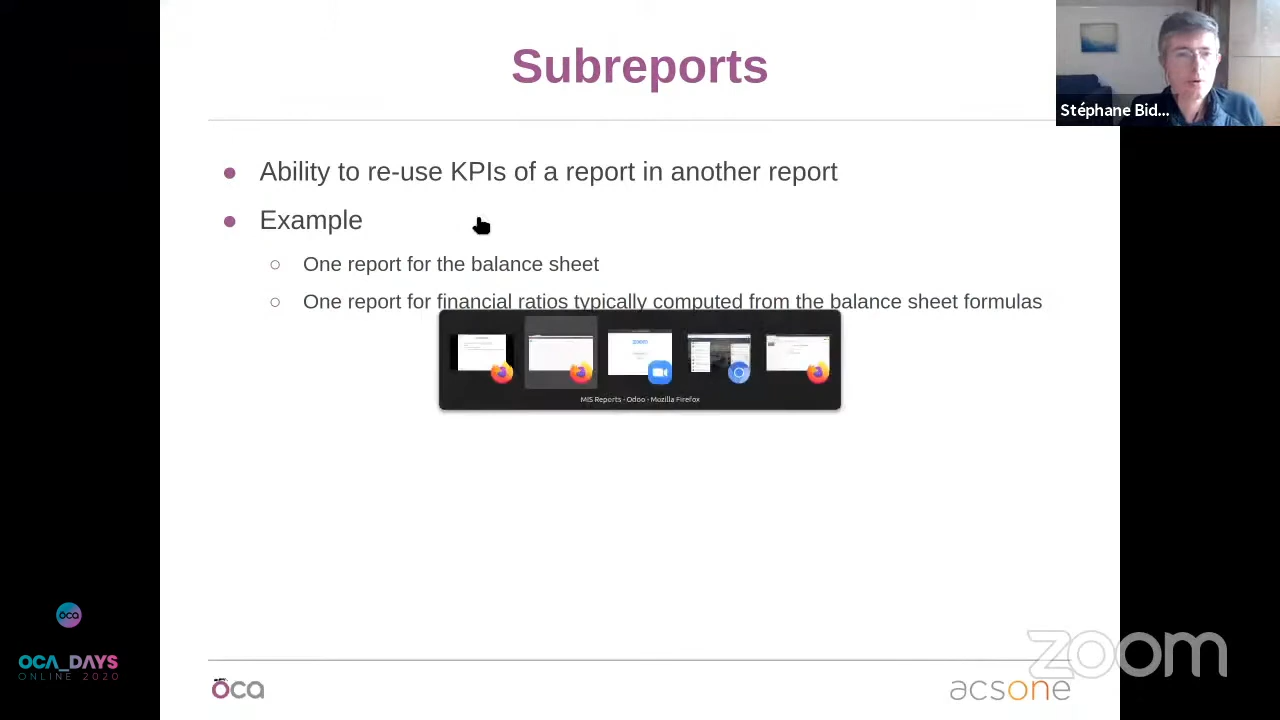 Subreports
Stéphane Bid...
● Ability to re-use KPIs of a report in another report
● Example
○ One report for the balance sheet
○ One report for financial ratios typically computed from the balance sheet formulas
zoom
MIS Reports - Odoo - Mozilla Firefox
oca
OCA_DAYS
ONLINE 2020
oca
acsone
zoom